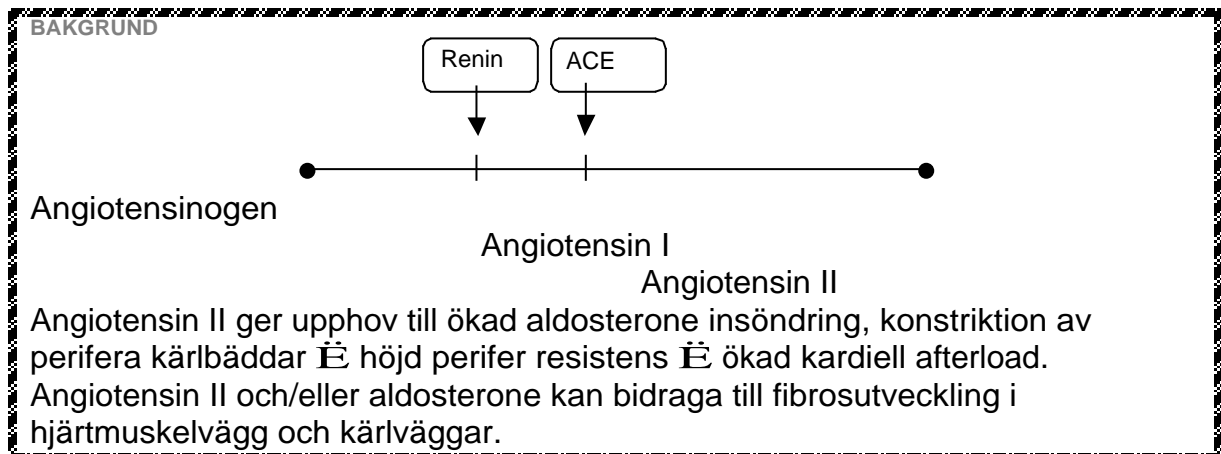 BAKGRUND
Renin ACE
Angiotensinogen
Angiotensin I
Angiotensin II
Angiotensin II ger upphov till ökad aldosterone insöndring, konstriktion av
perifera kärlbäddar Ë höjd perifer resistens Ë ökad kardiell afterload.
Angiotensin II och/eller aldosterone kan bidraga till fibrosutveckling i
hjärtmuskelvägg och kärlväggar.